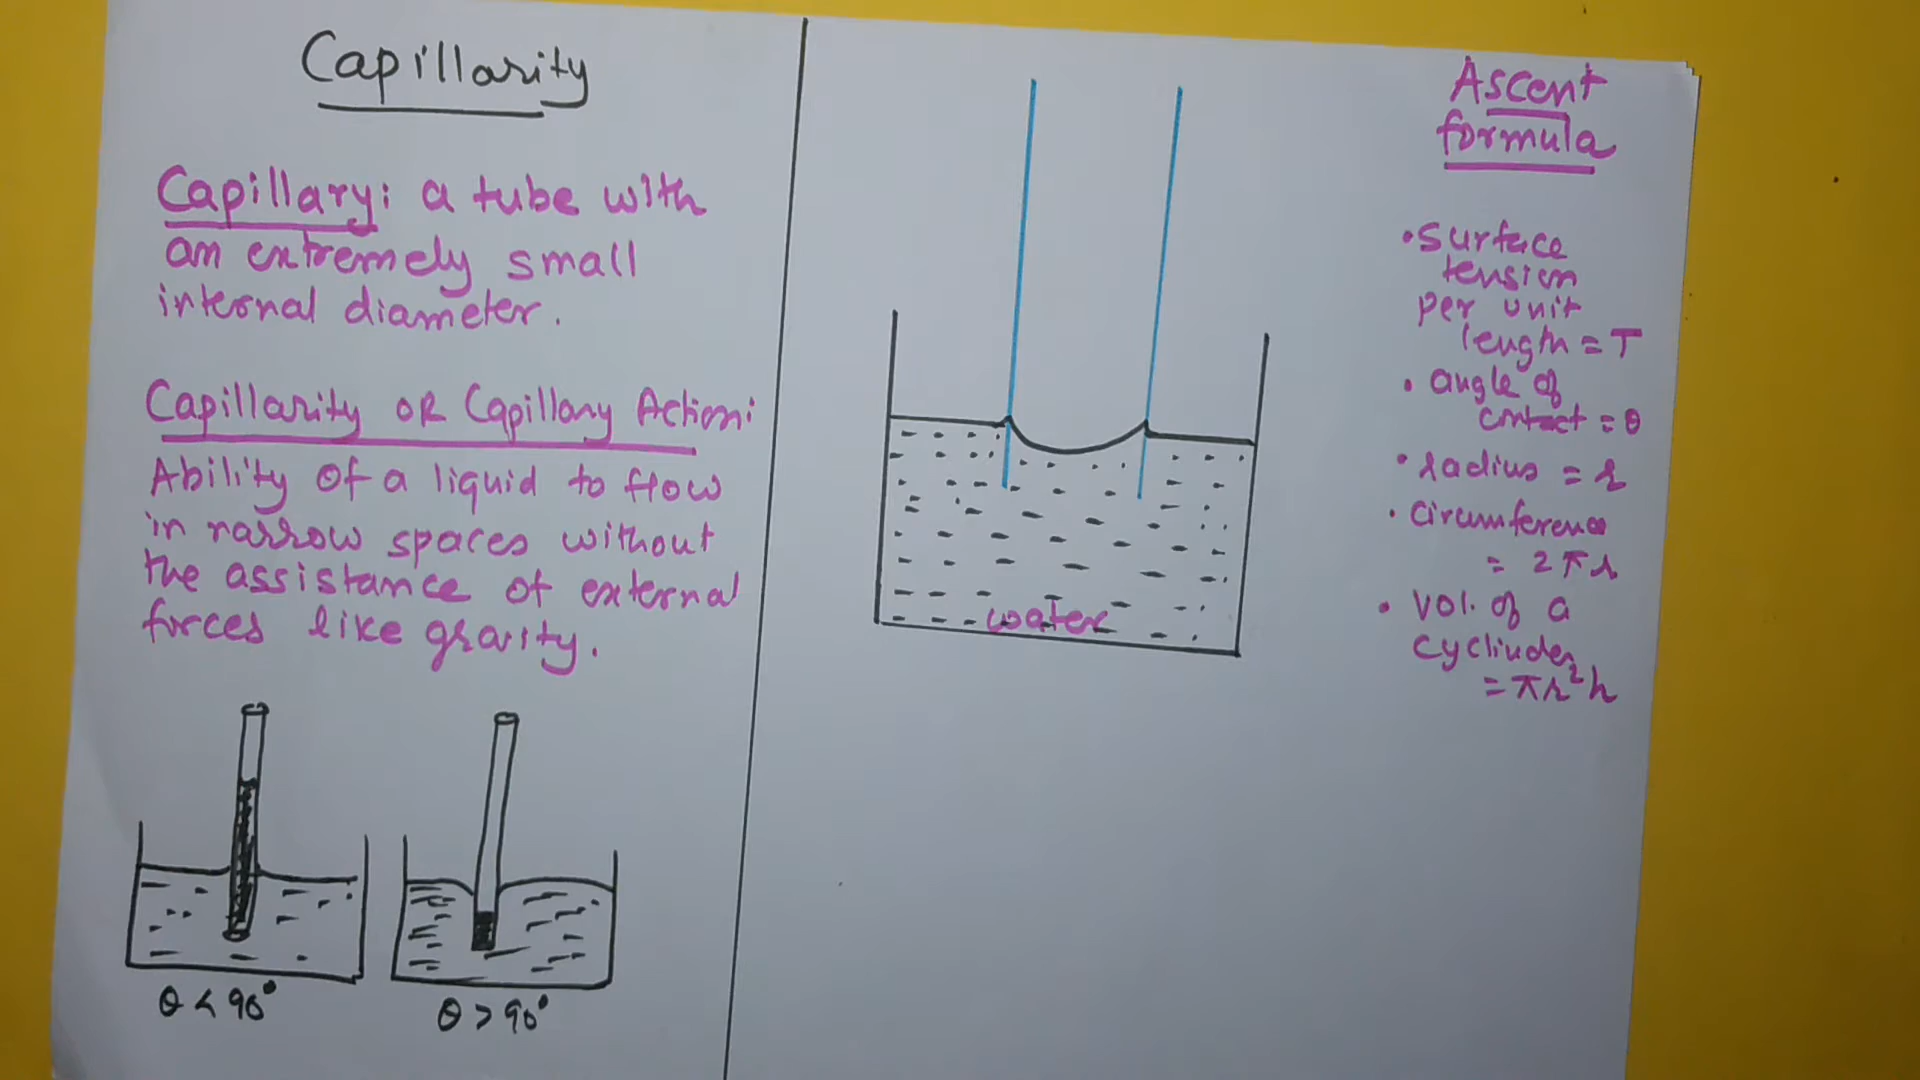 Capillarity
Capillary: a tube with
an extremely small
internal diameter.
Capillarity OR Capillary Action:
Ability of a liquid to flow
in narrow spaces without
the assistance of external
forces like gravity.
θ < 90°
θ > 90°
water
Ascent
formula
• Surface
tension
per unit
length = T
• angle of
contact = θ
• radius = r
• circumference
= 2πr
• Vol. of a
cyclinder
= πr²h